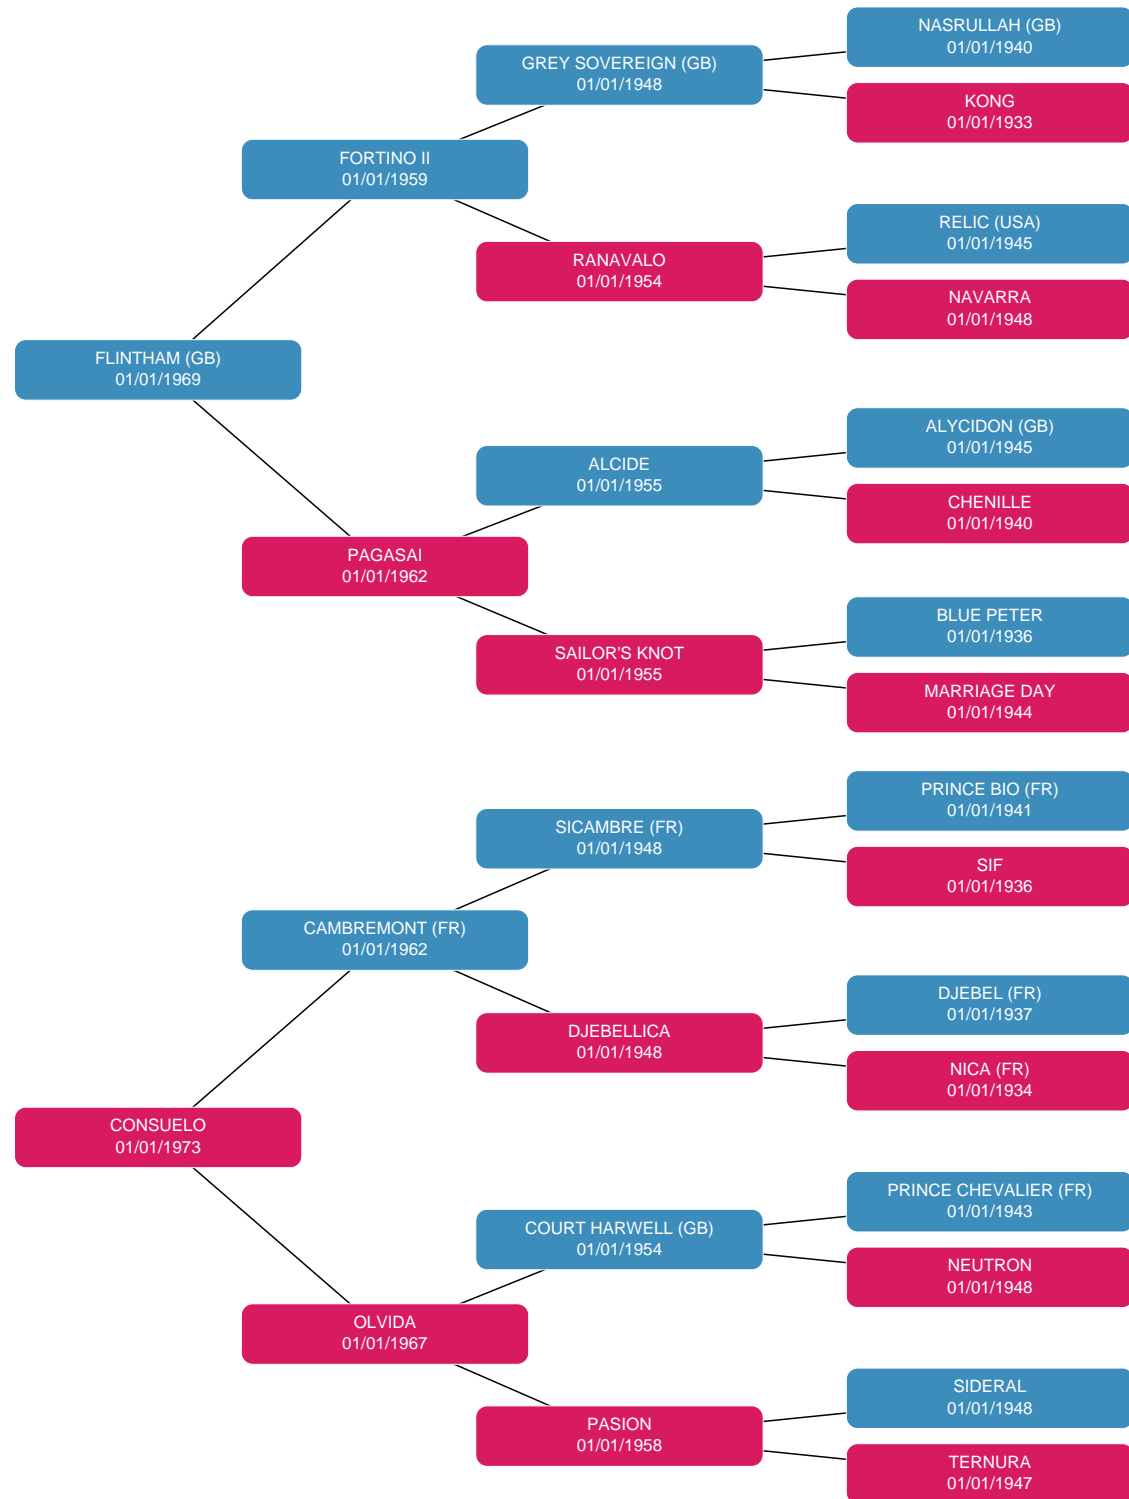 NASRULLAH (GB)
01/01/1940
GREY SOVEREIGN (GB)
01/01/1948
KONG
01/01/1933
FORTINO II
01/01/1959
RELIC (USA)
01/01/1945
RANAVALO
01/01/1954
NAVARRA
01/01/1948
FLINTHAM (GB)
01/01/1969
ALYCIDON (GB)
01/01/1945
ALCIDE
01/01/1955
CHENILLE
01/01/1940
PAGASAI
01/01/1962
BLUE PETER
01/01/1936
SAILOR'S KNOT
01/01/1955
MARRIAGE DAY
01/01/1944
PRINCE BIO (FR)
01/01/1941
SICAMBRE (FR)
01/01/1948
SIF
01/01/1936
CAMBREMONT (FR)
01/01/1962
DJEBEL (FR)
01/01/1937
DJEBELLICA
01/01/1948
NICA (FR)
01/01/1934
CONSUELO
01/01/1973
PRINCE CHEVALIER (FR)
01/01/1943
COURT HARWELL (GB)
01/01/1954
NEUTRON
01/01/1948
OLVIDA
01/01/1967
SIDERAL
01/01/1948
PASION
01/01/1958
TERNURA
01/01/1947